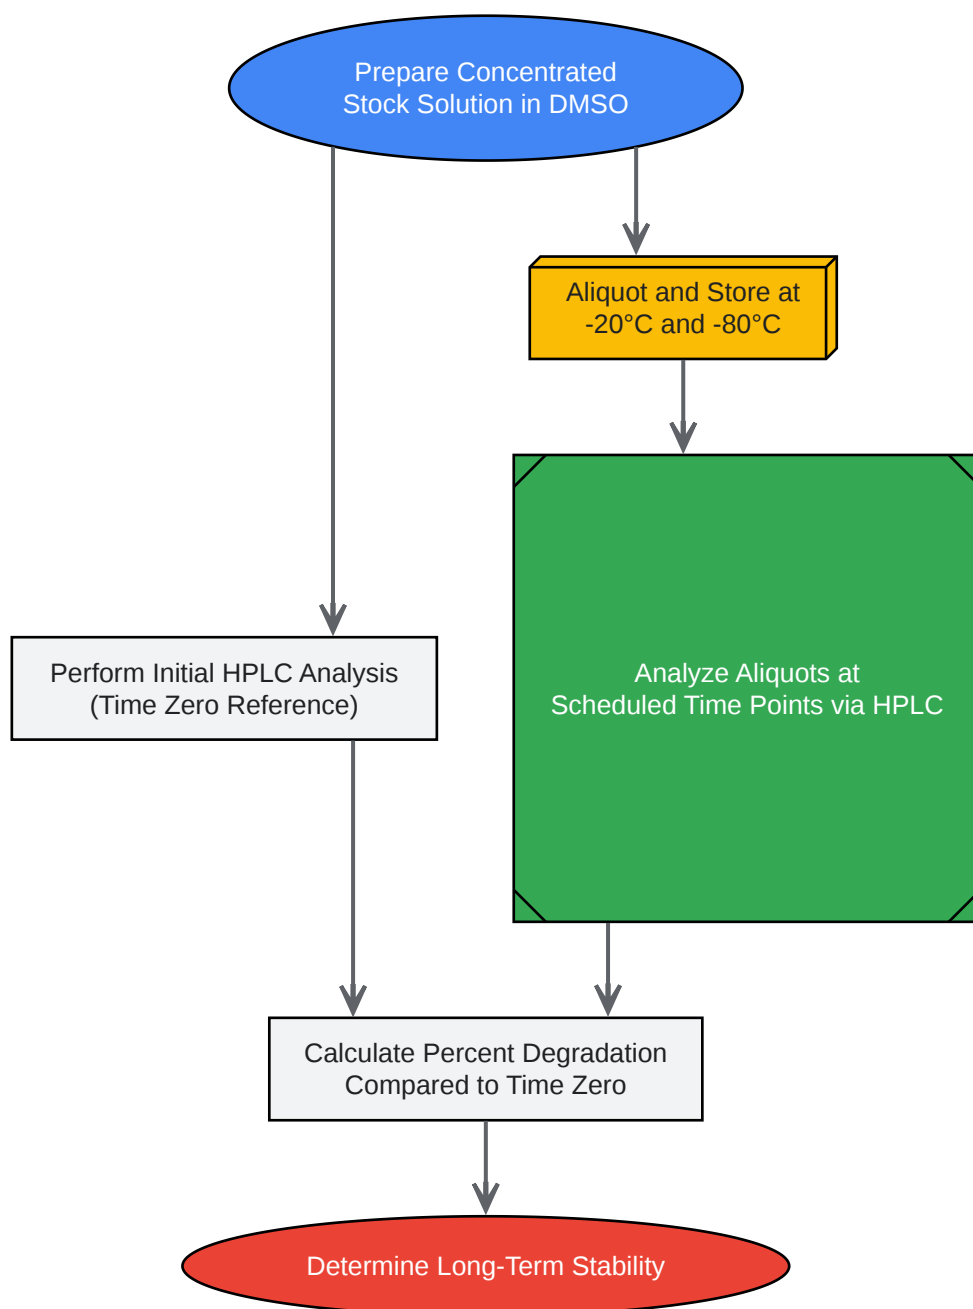 Prepare Concentrated
Stock Solution in DMSO
Aliquot and Store at
-20°C and -80°C
Perform Initial HPLC Analysis
(Time Zero Reference)
Analyze Aliquots at
Scheduled Time Points via HPLC
Calculate Percent Degradation
Compared to Time Zero
Determine Long-Term Stability